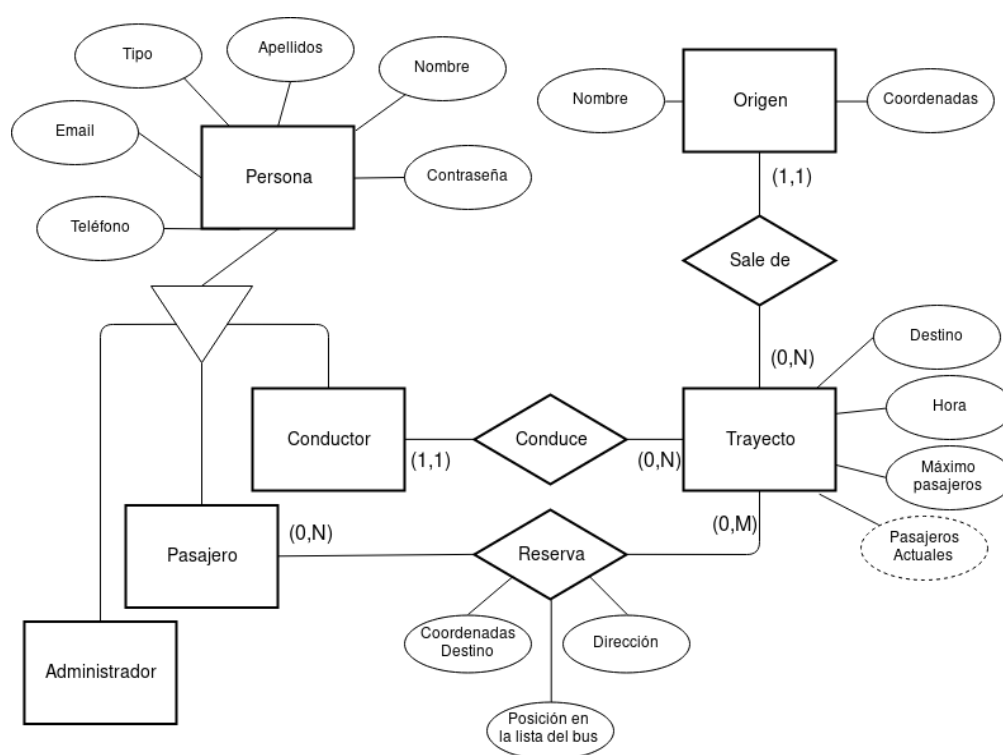 Tipo
Apellidos
Nombre
Email
Persona
Contraseña
Teléfono
Nombre
Origen
Coordenadas
(1,1)
Sale de
(0,N)
Destino
Hora
Conductor
(1,1)
Conduce
(0,N)
Trayecto
Máximo
pasajeros
Pasajeros
Actuales
(0,M)
Pasajero
(0,N)
Reserva
Coordenadas
Destino
Dirección
Posición en
la lista del bus
Administrador